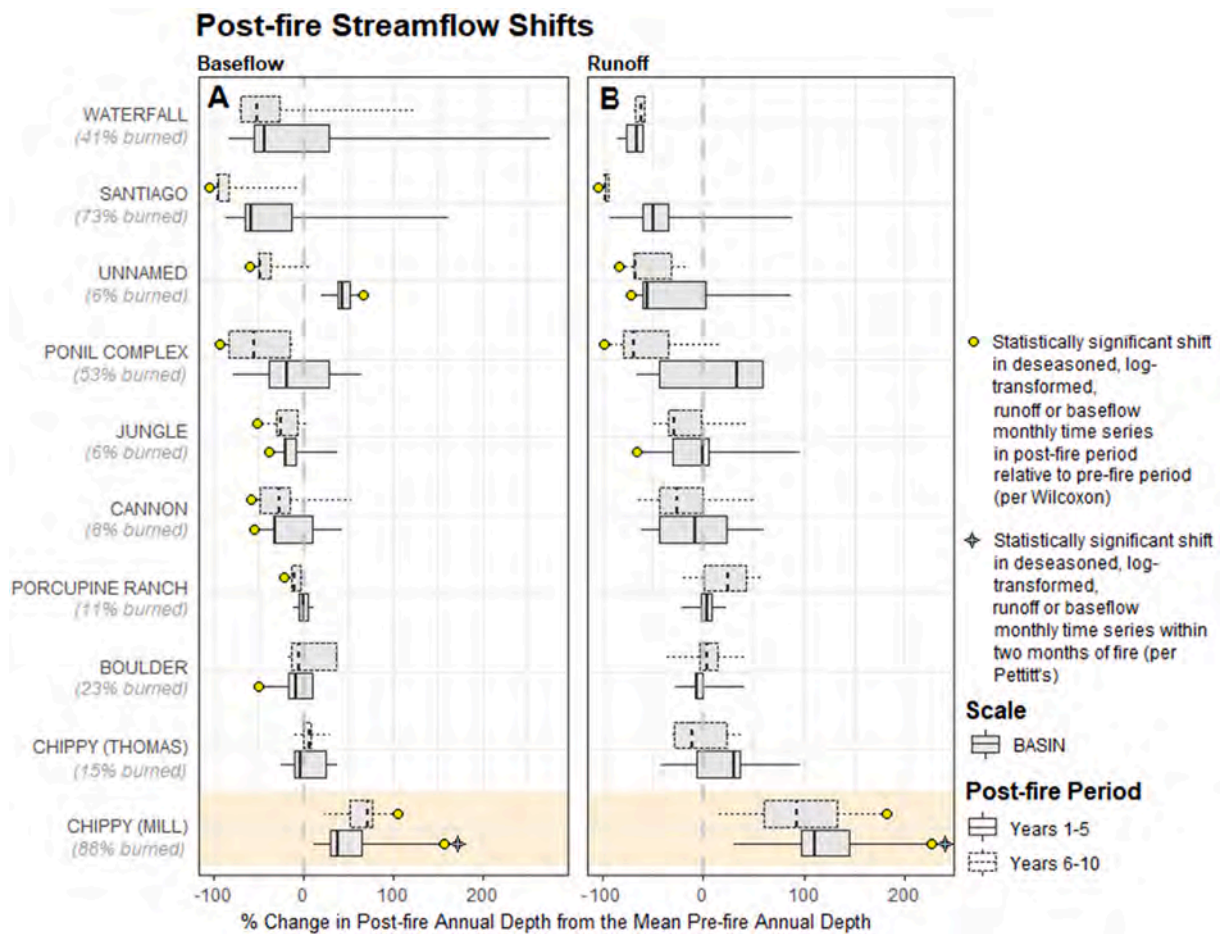 Post-fire Streamflow Shifts
Baseflow
Runoff
A
B
WATERFALL
(41% burned)
SANTIAGO
(73% burned)
UNNAMED
(6% burned)
PONIL COMPLEX
(53% burned)
JUNGLE
(6% burned)
CANNON
(8% burned)
PORCUPINE RANCH
(11% burned)
BOULDER
(23% burned)
CHIPPY (THOMAS)
(15% burned)
CHIPPY (MILL)
(88% burned)
-100 0 100 200
-100 0 100 200
% Change in Post-fire Annual Depth from the Mean Pre-fire Annual Depth
Statistically significant shift
in deseasoned, log-
transformed,
runoff or baseflow
monthly time series
in post-fire period
relative to pre-fire period
(per Wilcoxon)
Statistically significant shift
in deseasoned, log-
transformed,
runoff or baseflow
monthly time series within
two months of fire (per
Pettitt's)
Scale
BASIN
Post-fire Period
Years 1-5
Years 6-10